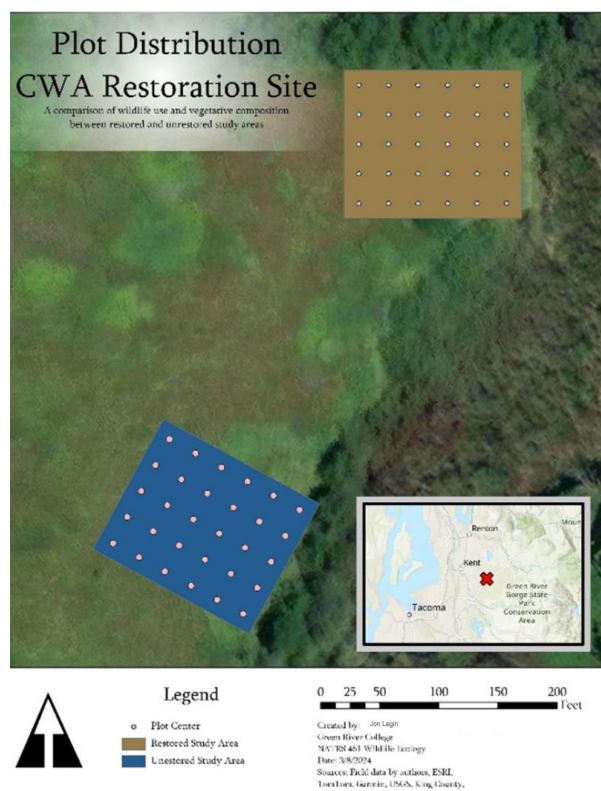 Plot Distribution
CWA Restoration Site
A comparison of wildlife use and vegetative composition
between restored and unrestored study areas
Renton
Moun
Kent
Green River
Gorge State
Park
Conservation
Area
Tacoma
Legend
Plot Center
Restored Study Area
Unestored Study Area
0 25 50 100 150 200
Feet
Created by: Jon Legin
Green River College
NATRS 461 Wildlife Ecology
Date: 3/8/2024
Sources: Field data by authors, ESRI,
TomTom, Garmin, USGS, King County,